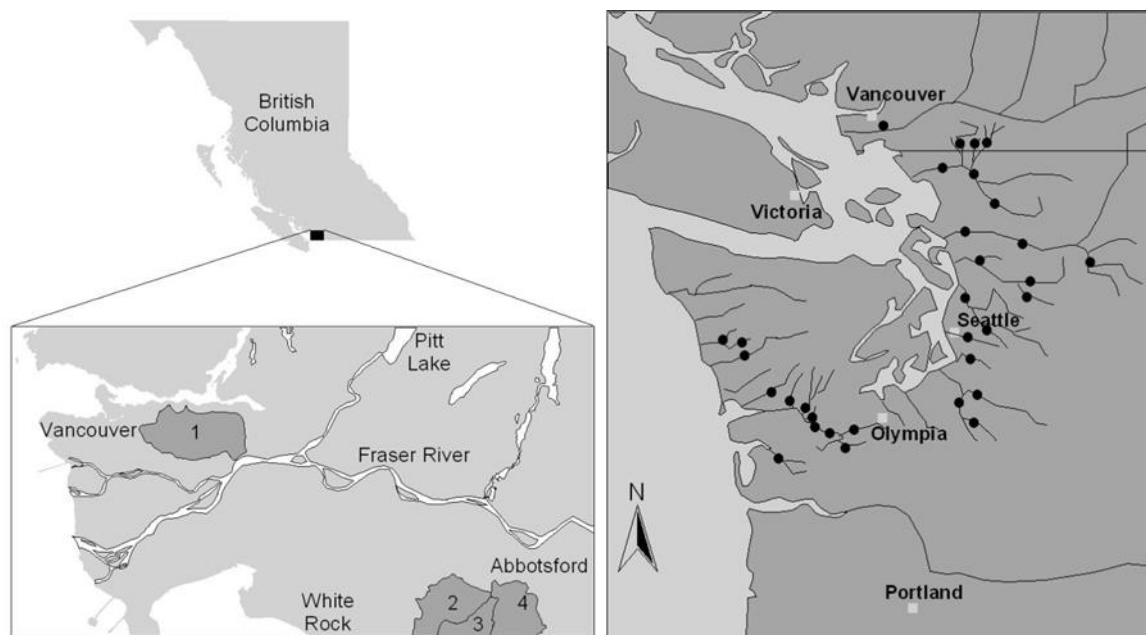 British
Columbia
Pitt
Lake
Vancouver
1
Fraser River
Abbotsford
White
Rock
2
3
4
Vancouver
Victoria
Seattle
Olympia
N
Portland